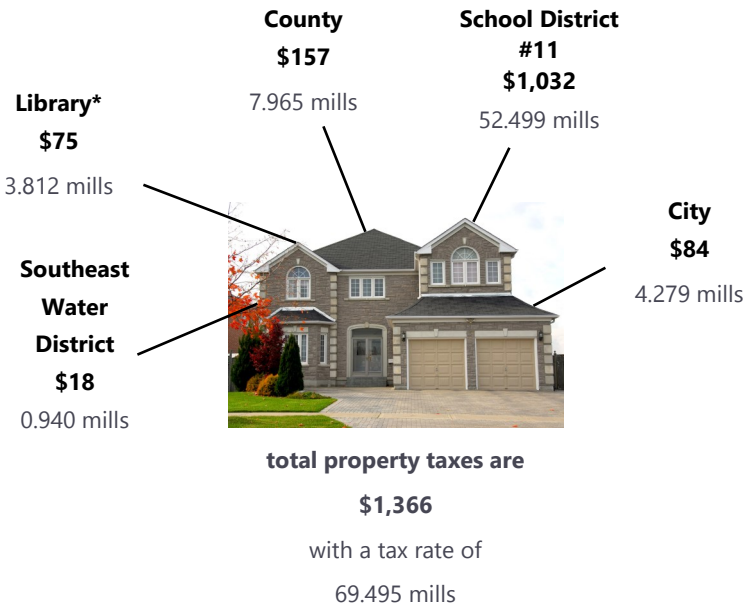 County
$157
7.965 mills
School District
#11
$1,032
52.499 mills
Library*
$75
3.812 mills
City
$84
4.279 mills
Southeast
Water
District
$18
0.940 mills
total property taxes are
$1,366
with a tax rate of
69.495 mills